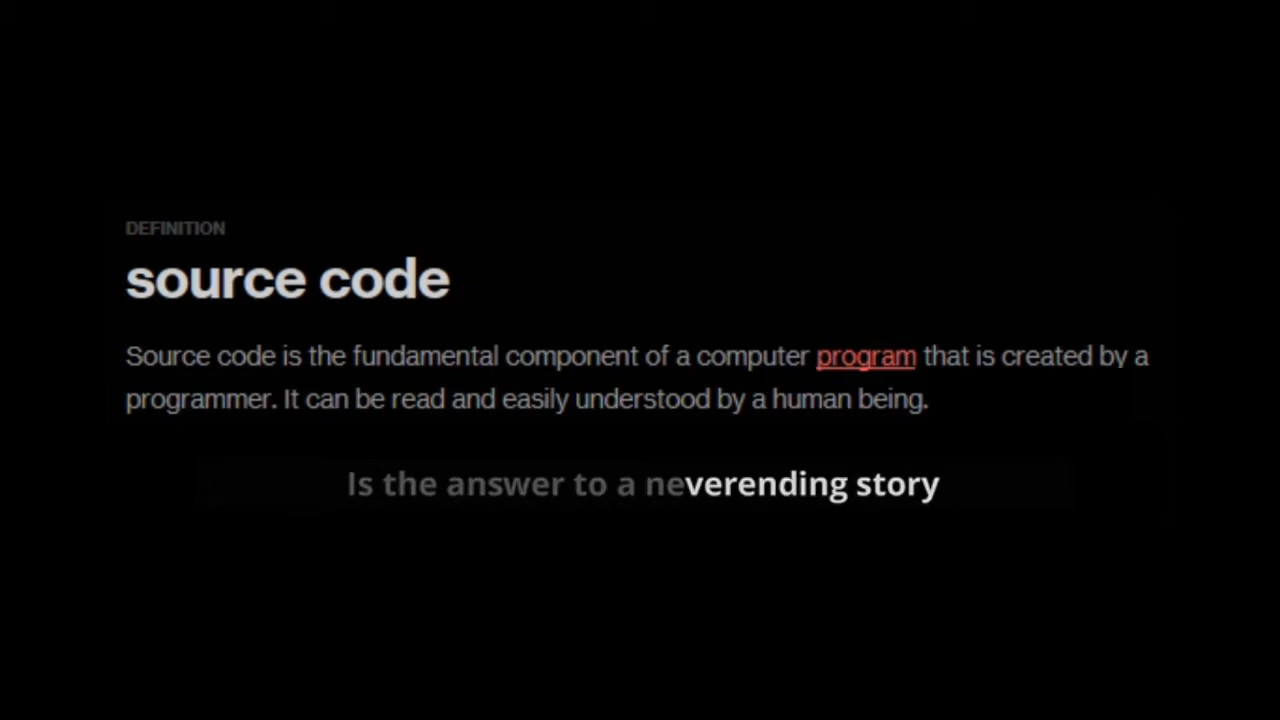 DEFINITION
source code
Source code is the fundamental component of a computer program that is created by a
programmer. It can be read and easily understood by a human being.
Is the answer to a neverending story